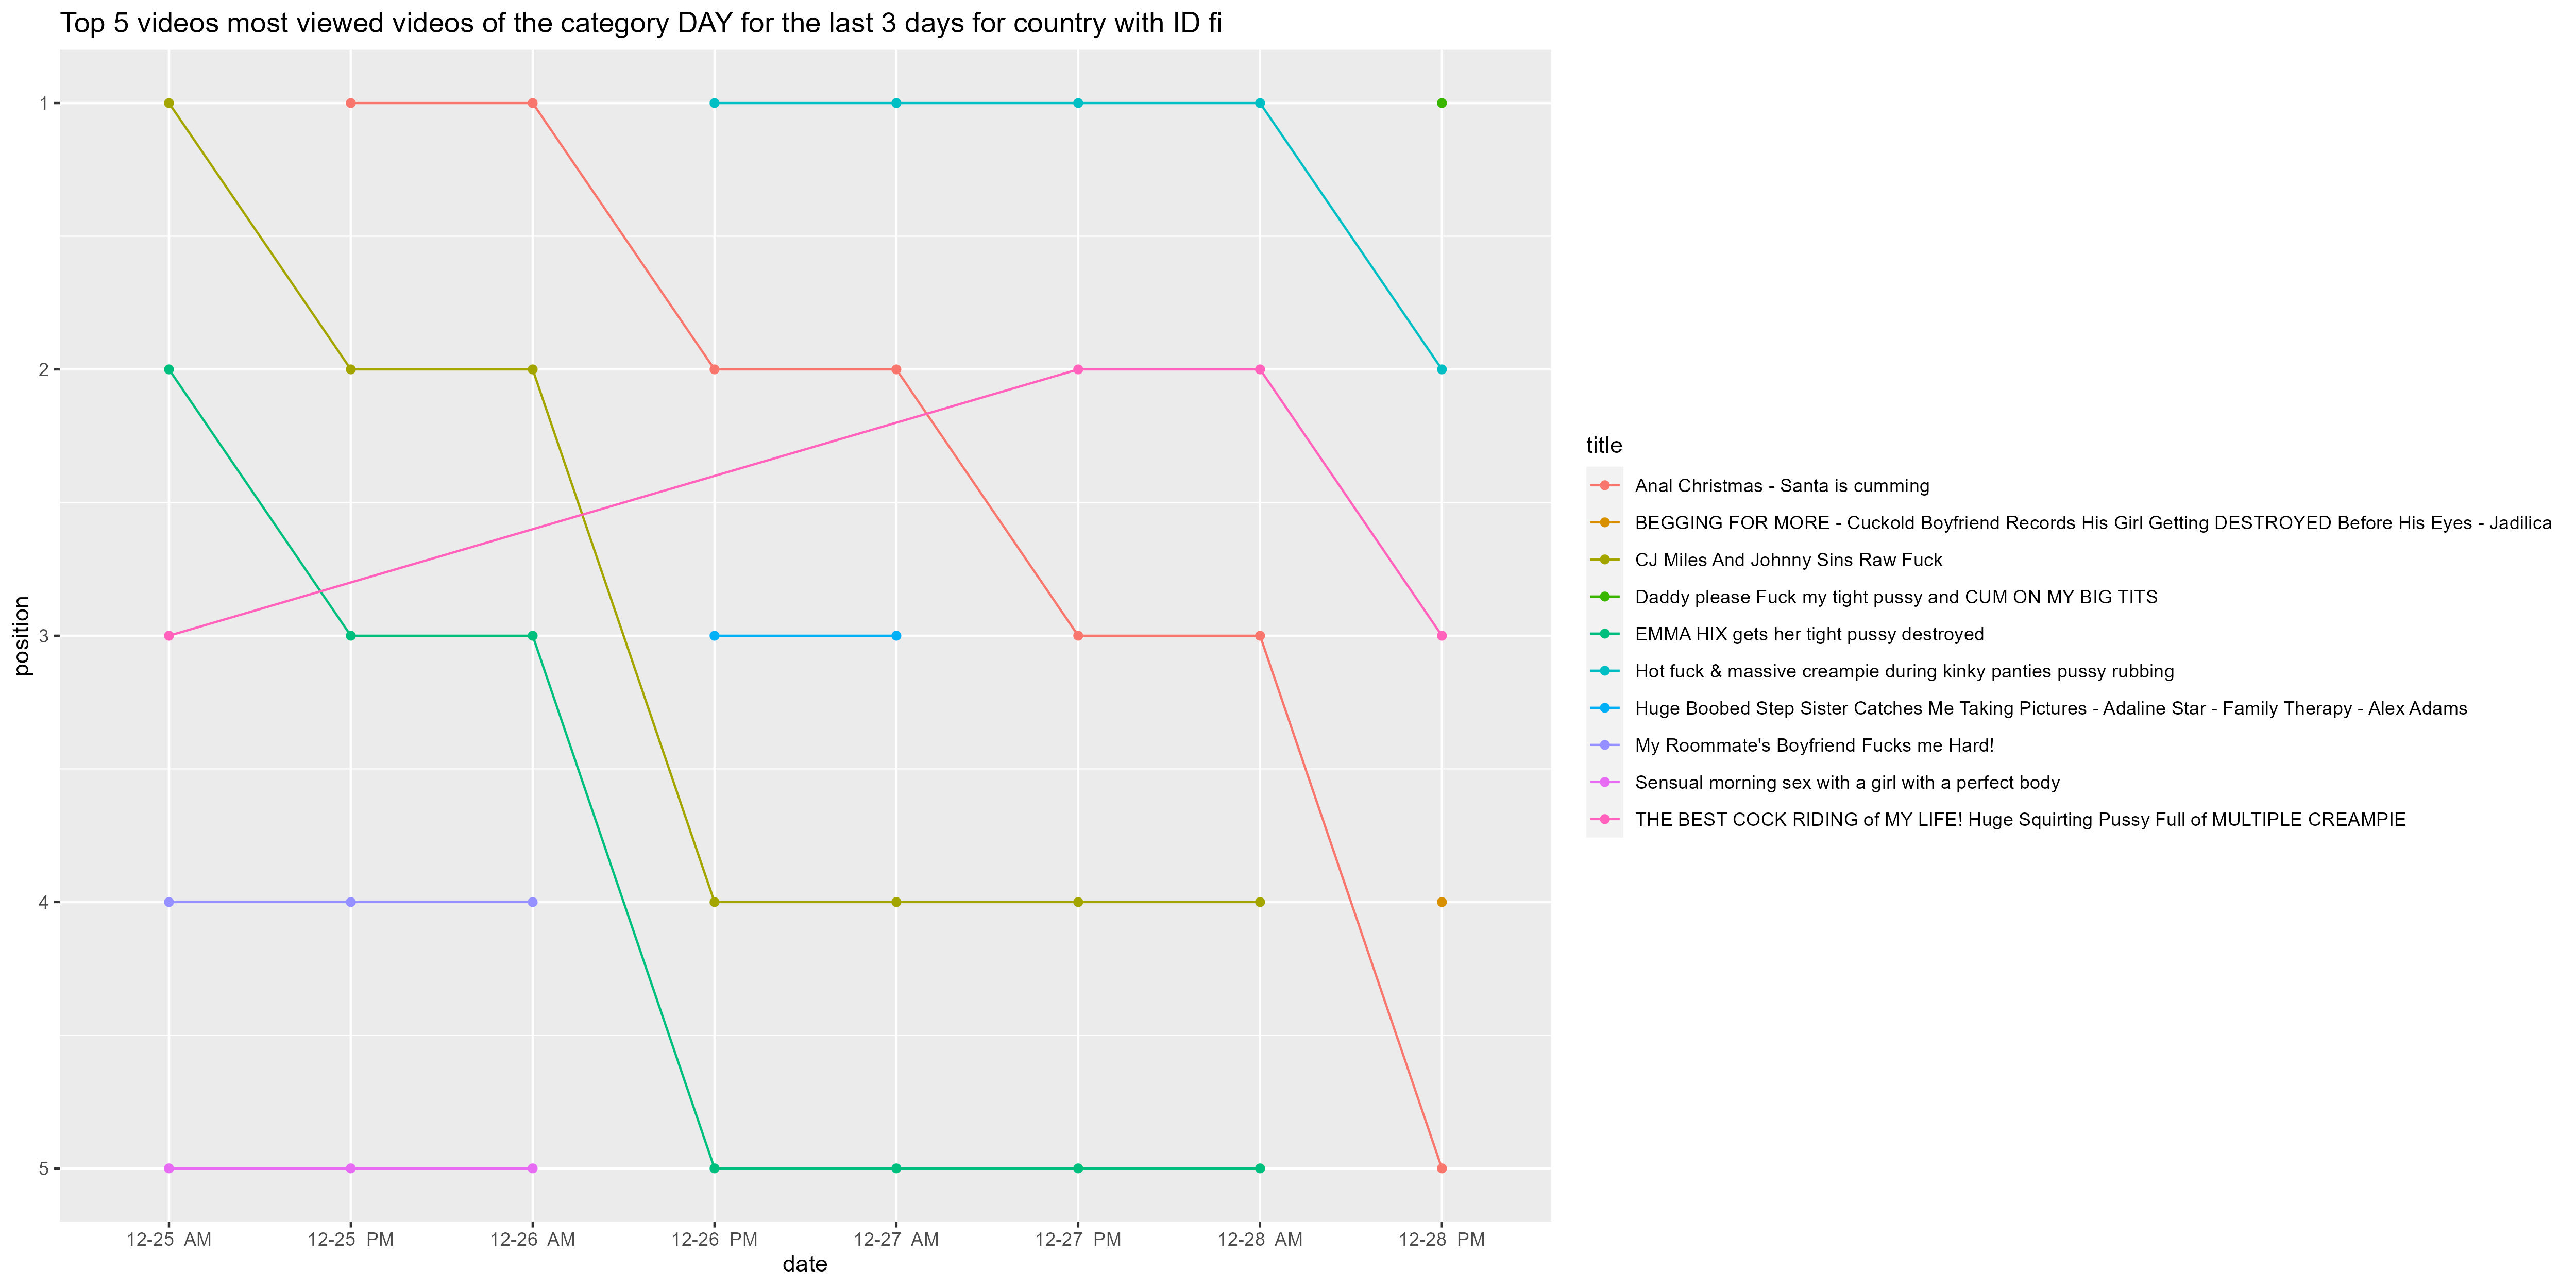 Top 5 videos most viewed videos of the category DAY for the last 3 days for country with ID fi
position
1
2
3
4
5
12-25 AM
12-25 PM
12-26 AM
12-26 PM
12-27 AM
12-27 PM
12-28 AM
12-28 PM
date
title
Anal Christmas - Santa is cumming
BEGGING FOR MORE - Cuckold Boyfriend Records His Girl Getting DESTROYED Before His Eyes - Jadilica
CJ Miles And Johnny Sins Raw Fuck
Daddy please Fuck my tight pussy and CUM ON MY BIG TITS
EMMA HIX gets her tight pussy destroyed
Hot fuck & massive creampie during kinky panties pussy rubbing
Huge Boobed Step Sister Catches Me Taking Pictures - Adaline Star - Family Therapy - Alex Adams
My Roommate's Boyfriend Fucks me Hard!
Sensual morning sex with a girl with a perfect body
THE BEST COCK RIDING of MY LIFE! Huge Squirting Pussy Full of MULTIPLE CREAMPIE